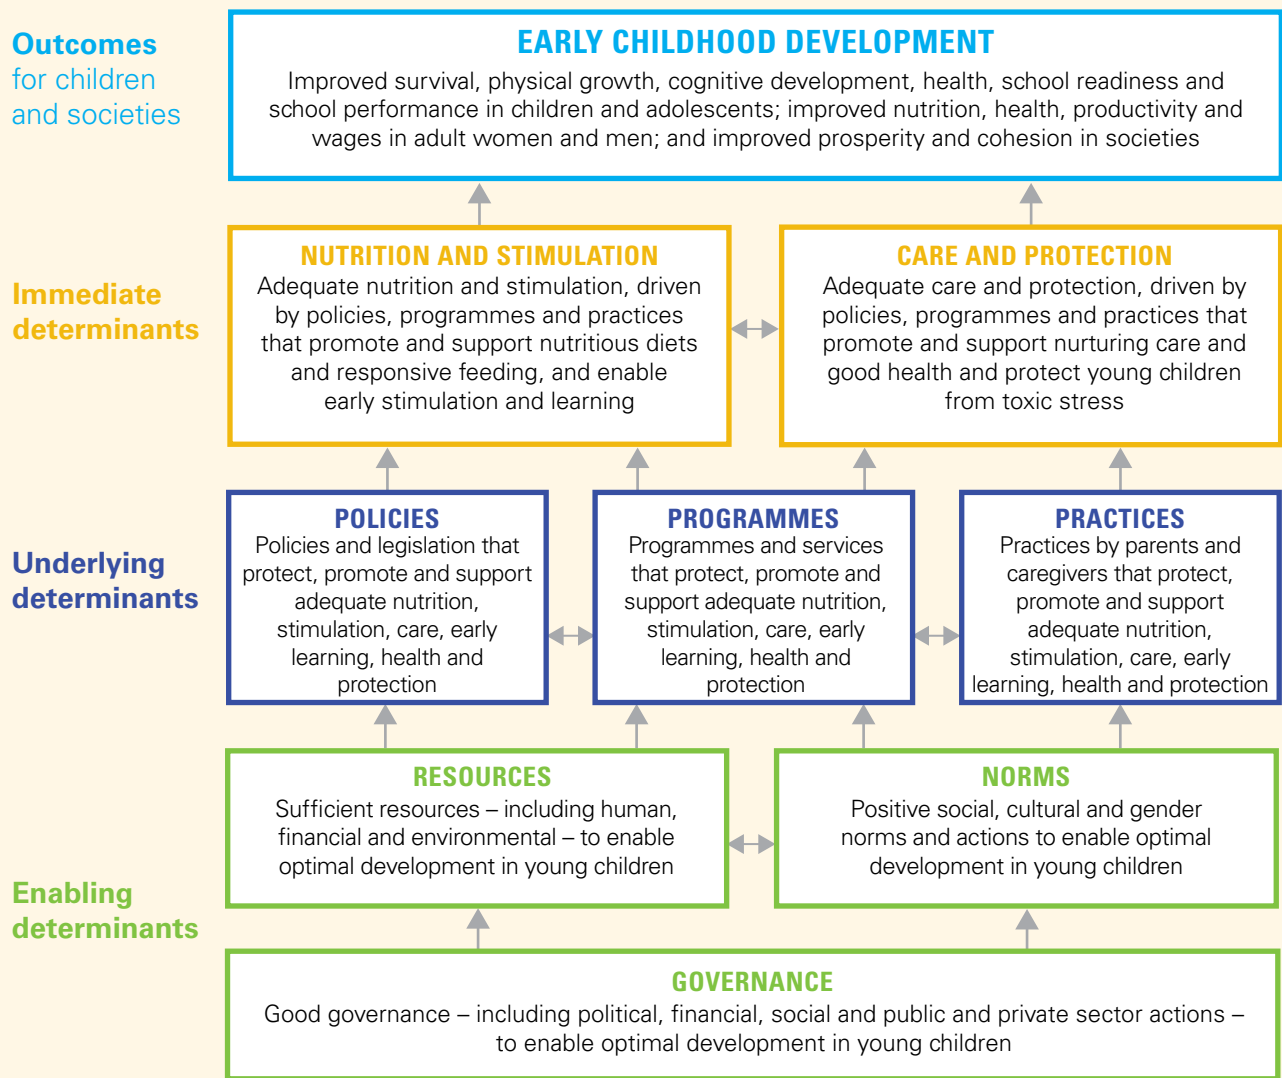 Outcomes
for children
and societies
EARLY CHILDHOOD DEVELOPMENT
Improved survival, physical growth, cognitive development, health, school readiness and
school performance in children and adolescents; improved nutrition, health, productivity and
wages in adult women and men; and improved prosperity and cohesion in societies
Immediate
determinants
NUTRITION AND STIMULATION
Adequate nutrition and stimulation, driven
by policies, programmes and practices
that promote and support nutritious diets
and responsive feeding, and enable
early stimulation and learning
CARE AND PROTECTION
Adequate care and protection, driven by
policies, programmes and practices that
promote and support nurturing care and
good health and protect young children
from toxic stress
Underlying
determinants
POLICIES
Policies and legislation that
protect, promote and support
adequate nutrition,
stimulation, care, early
learning, health and
protection
PROGRAMMES
Programmes and services
that protect, promote and
support adequate nutrition,
stimulation, care, early
learning, health and
protection
PRACTICES
Practices by parents and
caregivers that protect,
promote and support
adequate nutrition,
stimulation, care, early
learning, health and protection
Enabling
determinants
RESOURCES
Sufficient resources – including human,
financial and environmental – to enable
optimal development in young children
NORMS
Positive social, cultural and gender
norms and actions to enable optimal
development in young children
GOVERNANCE
Good governance – including political, financial, social and public and private sector actions –
to enable optimal development in young children